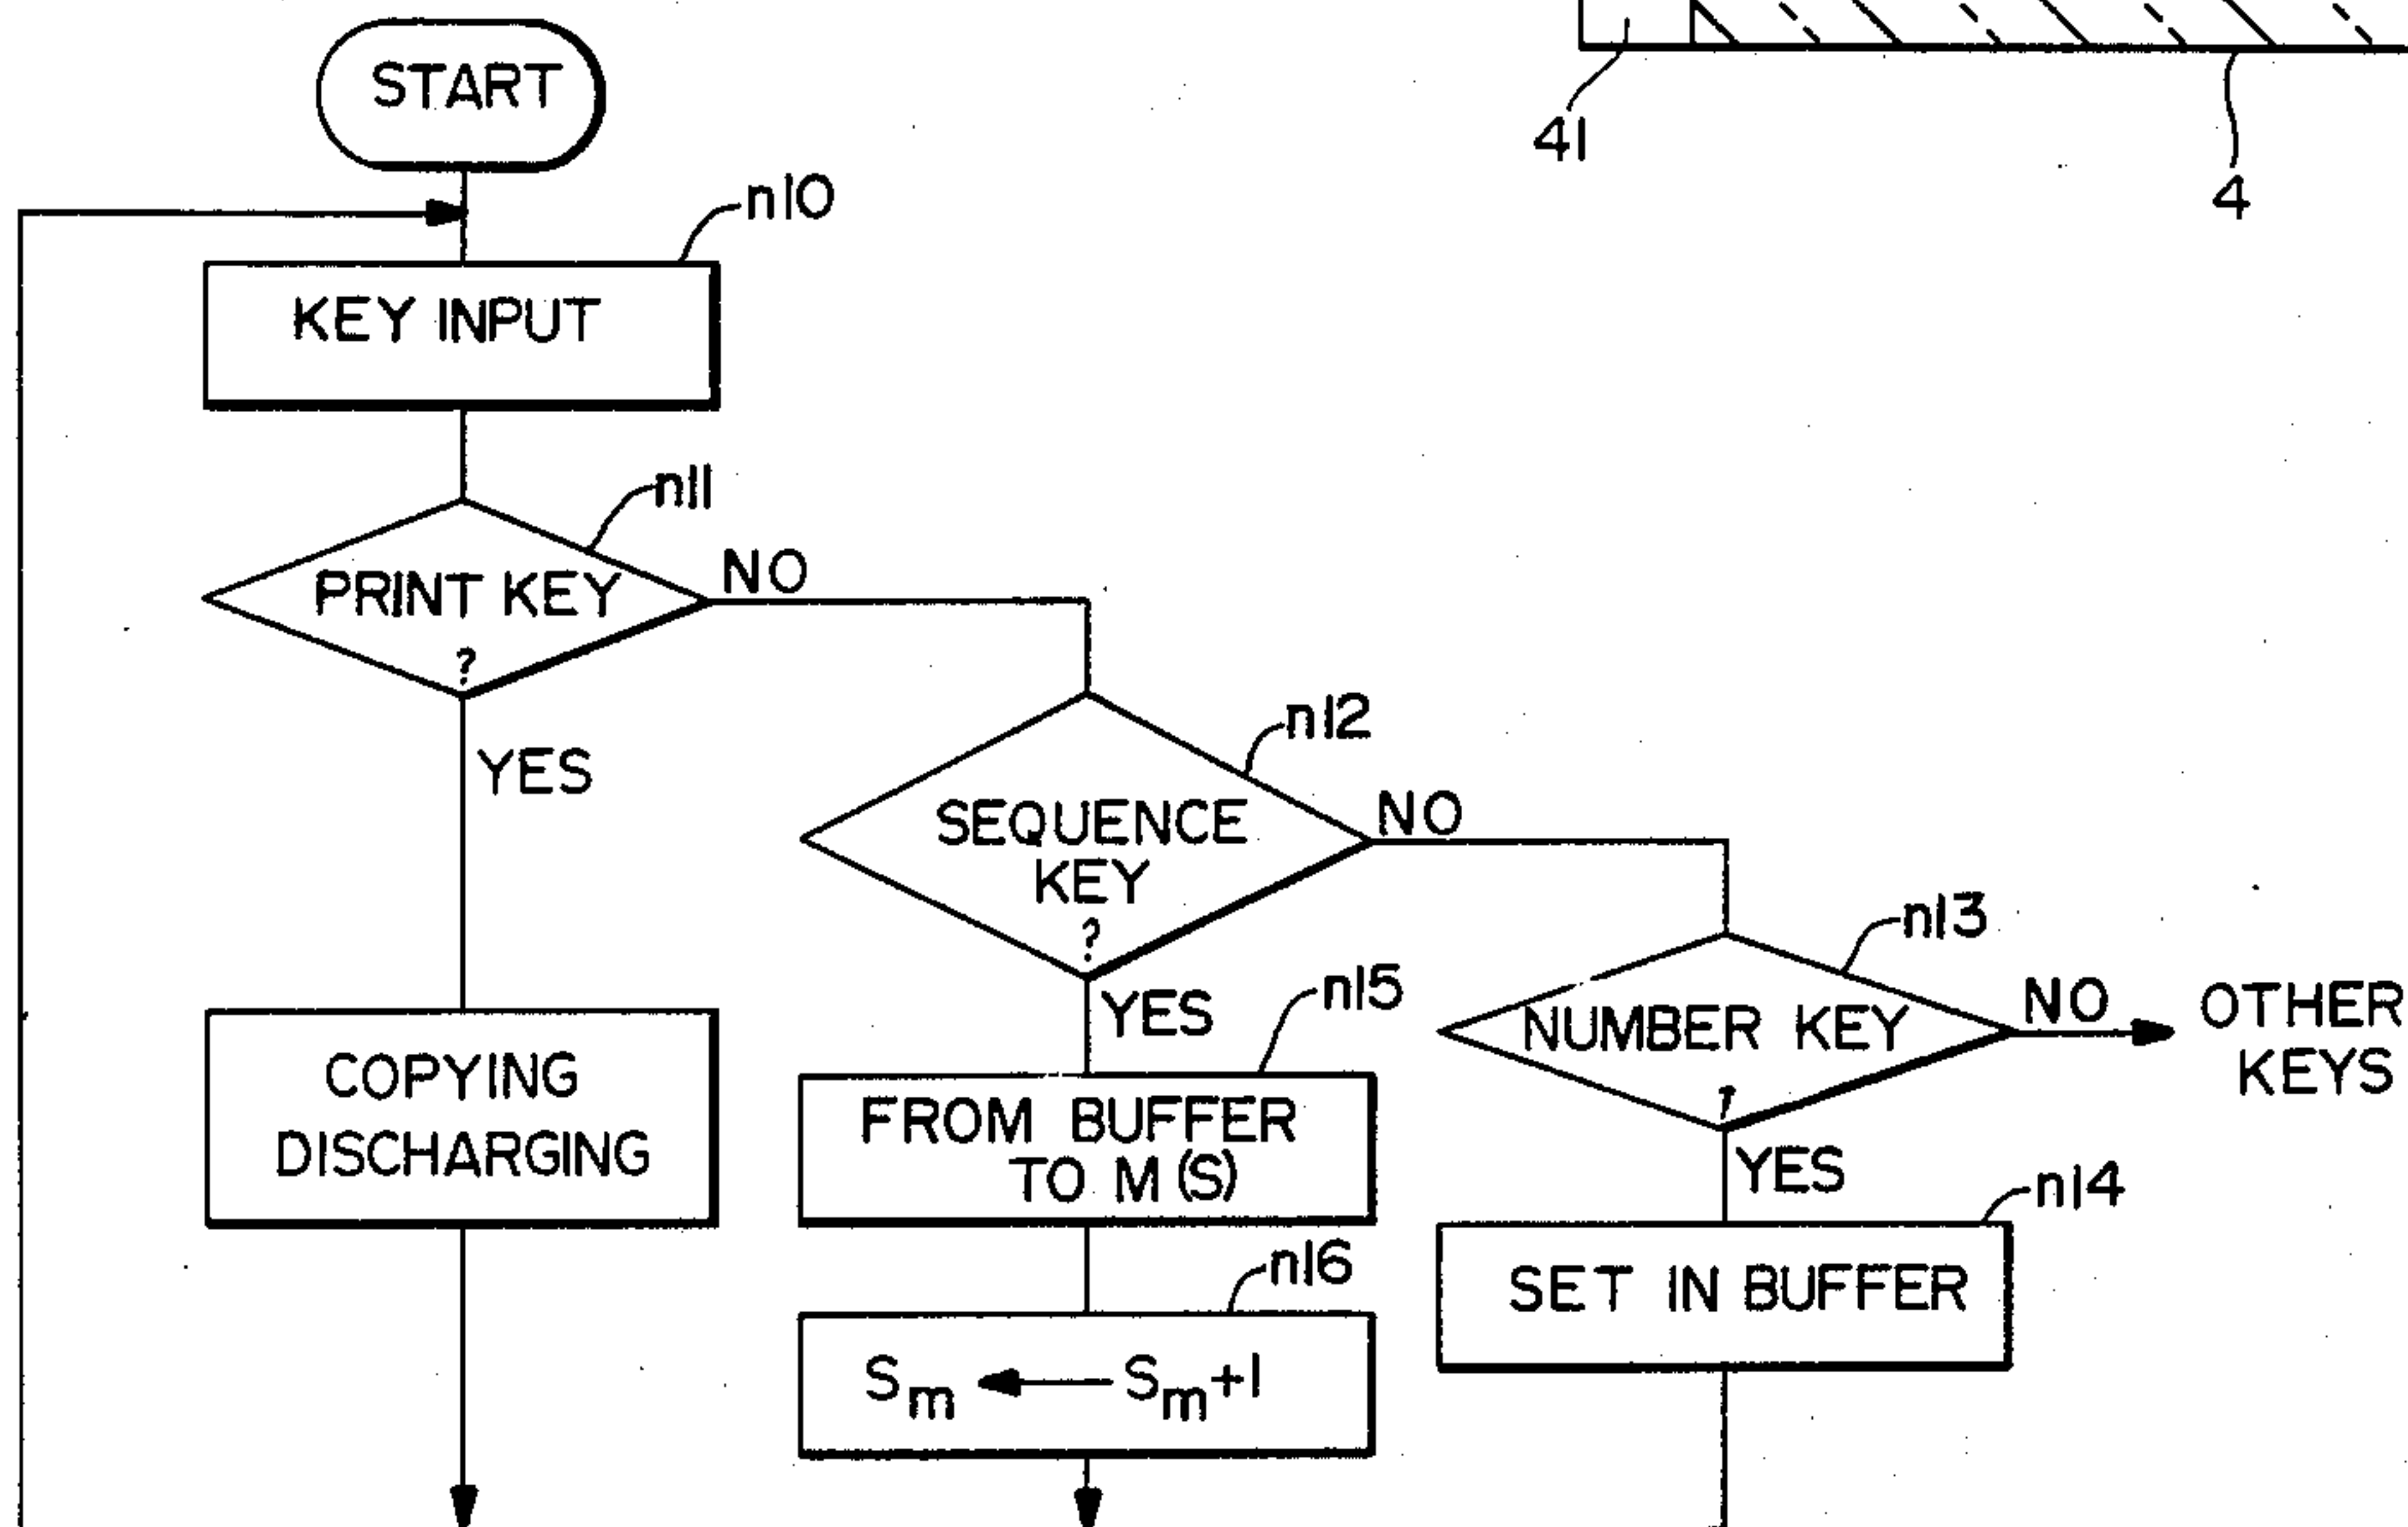 START
41
4
n10
KEY INPUT
n11
PRINT KEY
?
NO
YES
n12
SEQUENCE
KEY
?
NO
YES
n13
NUMBER KEY
?
NO
OTHER
KEYS
YES
COPYING
DISCHARGING
n15
FROM BUFFER
TO M(S)
n14
SET IN BUFFER
n16
Sm ← Sm+1